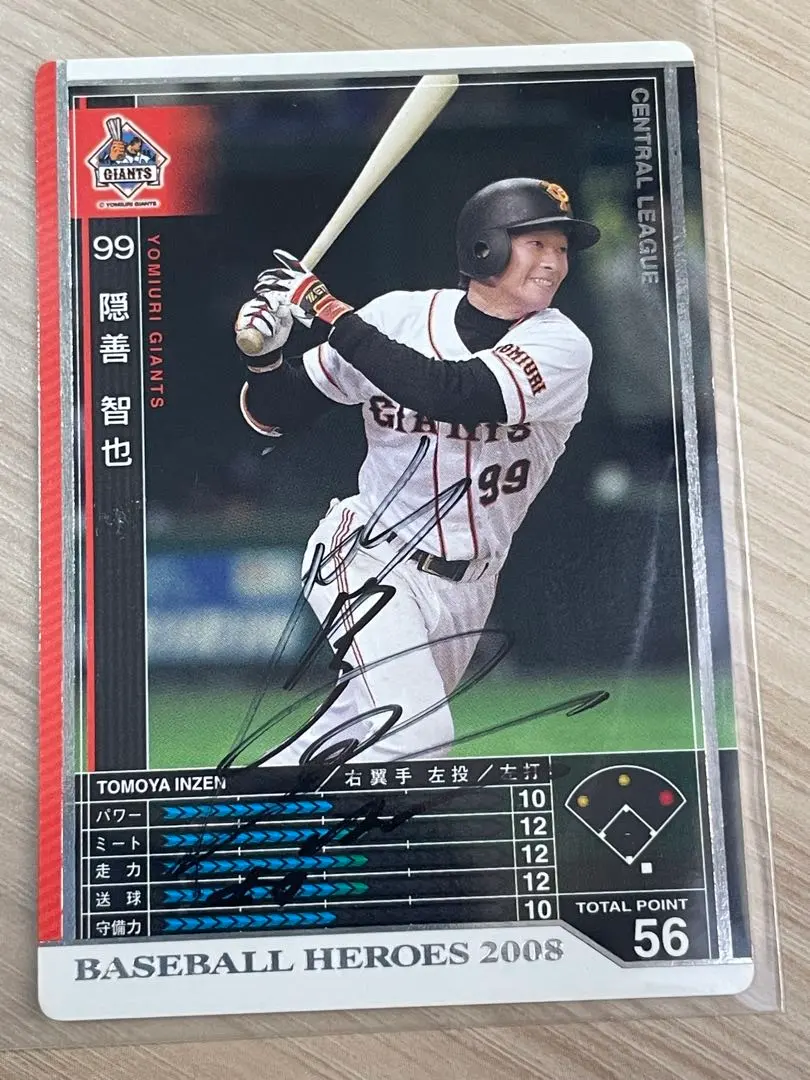 GIANTS
© YOMIURI GIANTS
99
隠善 智也
YOMIURI GIANTS
CENTRAL LEAGUE
YOMIURI
GIANTS
99
TOMOYA INZEN
右翼手 左投/左打
パワー 10
ミート 12
走力 12
送球 12
守備力 10
TOTAL POINT
56
BASEBALL HEROES 2008